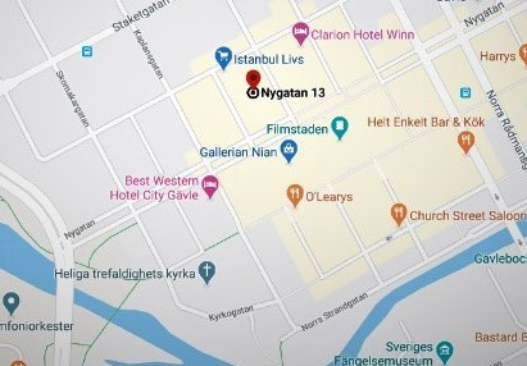 Staketgatan
Nygatan
Clarion Hotel Winn
Kaplansgatan
Istanbul Livs
Harrys
Skomakargatan
Nygatan 13
Norra Rådmansg
Filmstaden
Helt Enkelt Bar & Kök
Gallerian Nian
Best Western
Hotel City Gävle
O'Learys
Church Street Saloon
Nygatan
Gavleboc
Heliga trefaldighets kyrka
mfoniorkester
Kyrkogatan
Norra Strandgatan
Sveriges
Fängelsemuseum
Bastard B